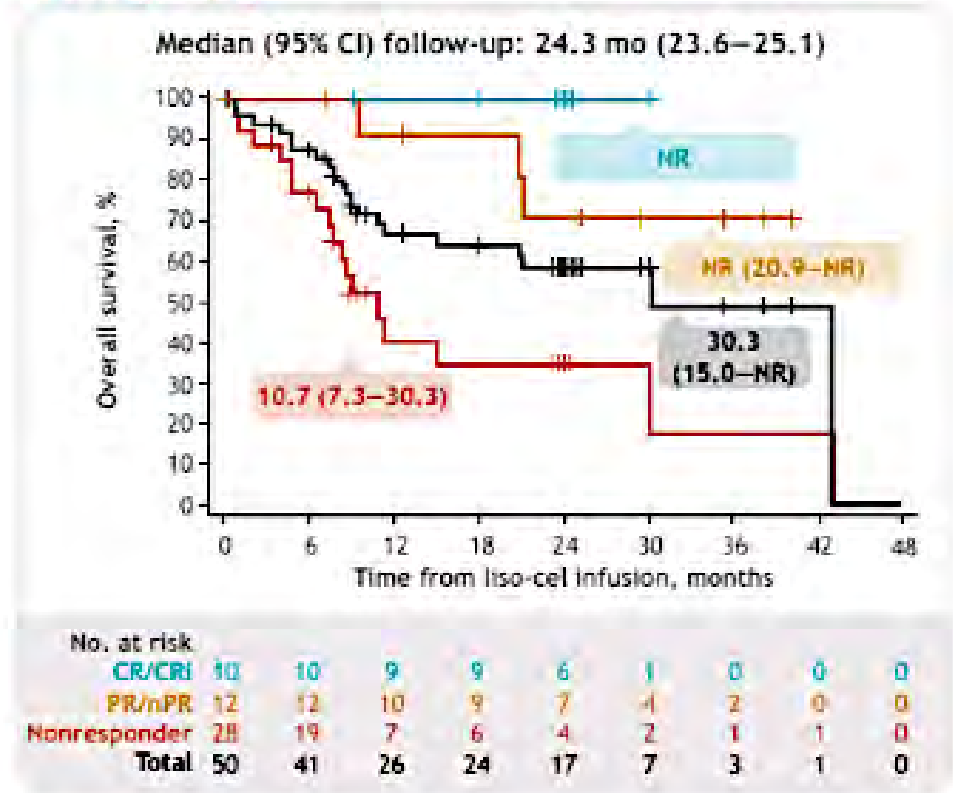 Median (95% CI) follow-up: 24.3 mo (23.6–25.1)
Overall survival, %
100
90
80
70
60
50
40
30
20
10
0
NR
NR (20.9–NR)
30.3
(15.0–NR)
10.7 (7.3–30.3)
0 6 12 18 24 30 36 42 48
Time from liso-cel infusion, months
No. at risk
CR/CRi 10 10 9 9 6 1 0 0 0
PR/nPR 12 12 10 9 7 4 2 0 0
Nonresponder 28 19 7 6 4 2 1 1 0
Total 50 41 26 24 17 7 3 1 0